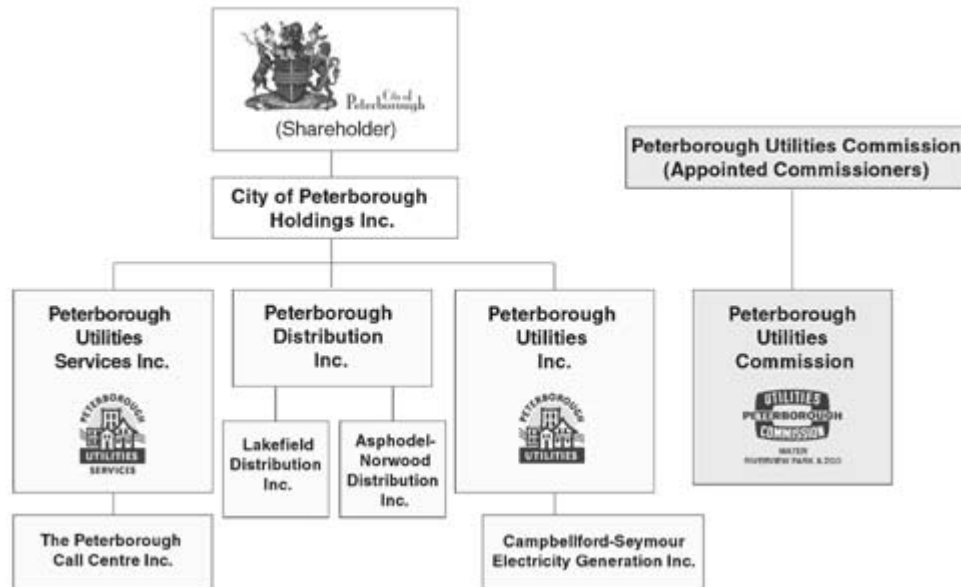 City of
Peterborough
(Shareholder)
Peterborough Utilities Commission
(Appointed Commissioners)
City of Peterborough
Holdings Inc.
Peterborough
Utilities
Services Inc.
PETERBOROUGH
UTILITIES
SERVICES
Peterborough
Distribution
Inc.
Peterborough
Utilities
Inc.
PETERBOROUGH
UTILITIES
Peterborough
Utilities
Commission
UTILITIES
PETERBOROUGH
COMMISSION
WATER
RIVERVIEW PARK & ZOO
Lakefield
Distribution
Inc.
Asphodel-
Norwood
Distribution
Inc.
The Peterborough
Call Centre Inc.
Campbellford-Seymour
Electricity Generation Inc.